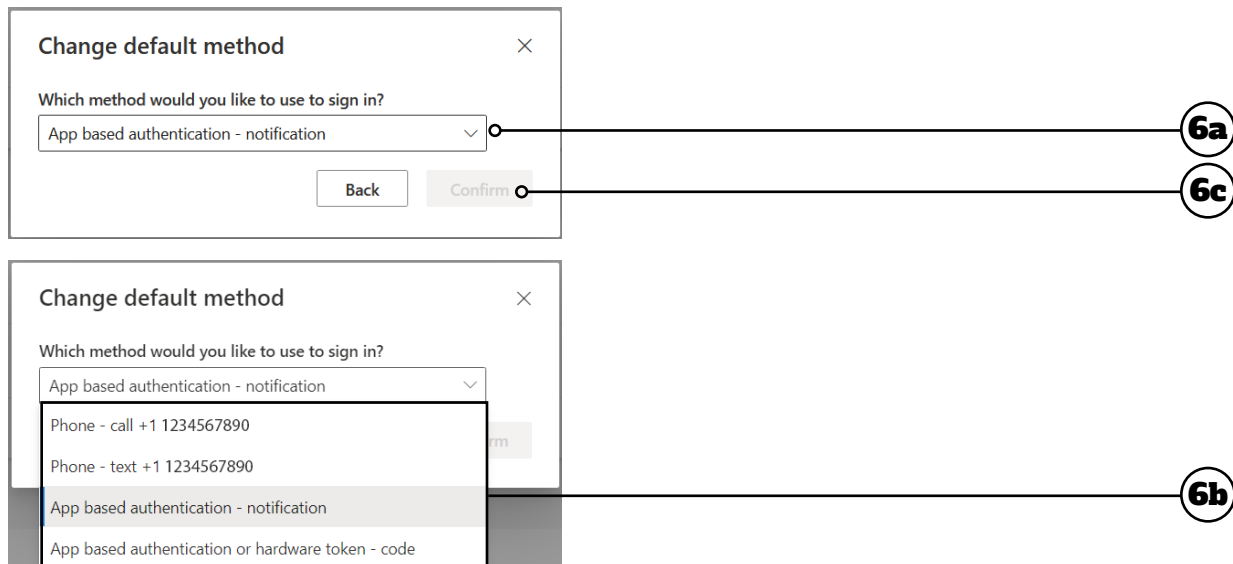 Change default method
Which method would you like to use to sign in?
App based authentication - notification
6a
Back Confirm
6c
Change default method
Which method would you like to use to sign in?
App based authentication - notification
Phone - call +1 1234567890
rm
Phone - text +1 1234567890
6b
App based authentication - notification
App based authentication or hardware token - code